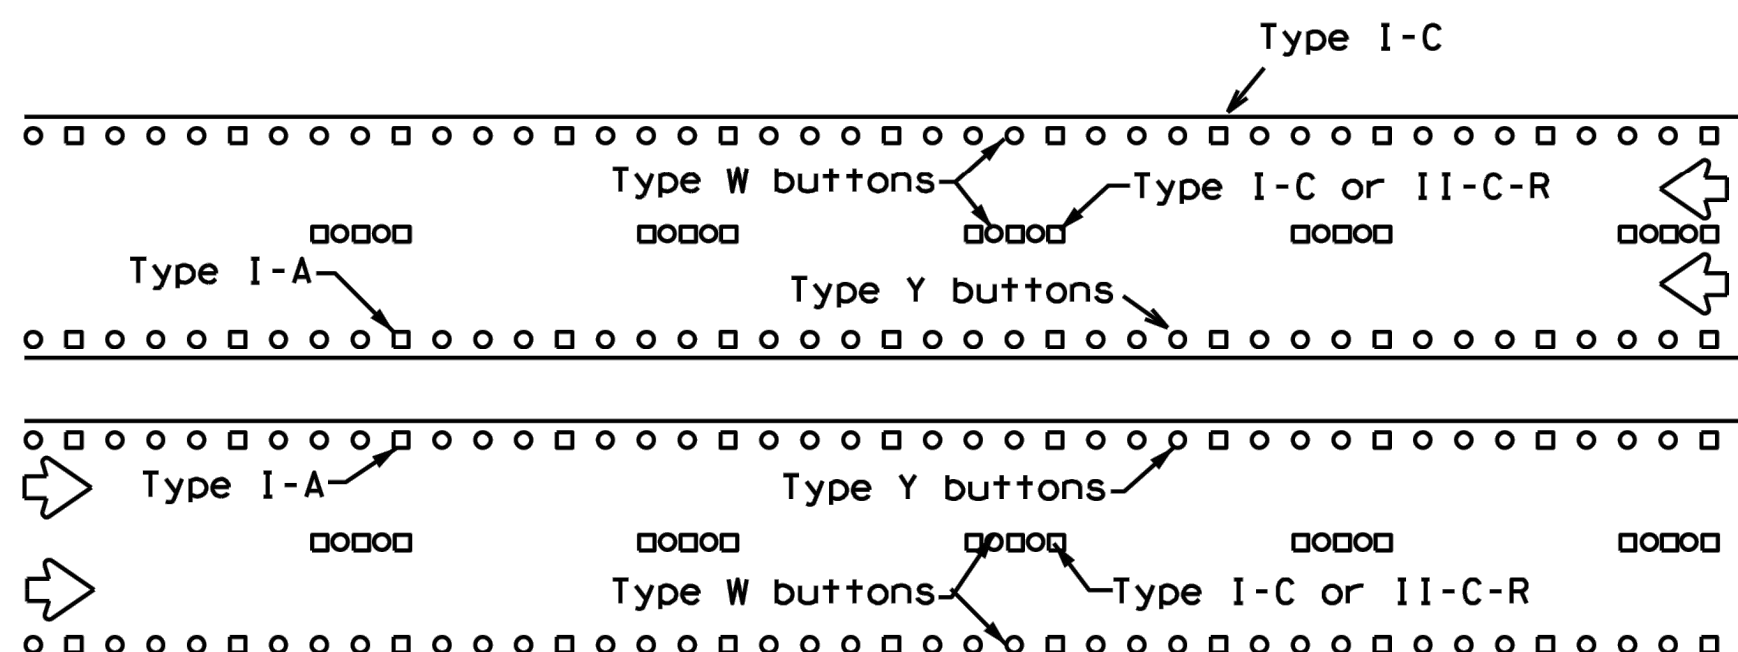 Type I-C
Type W buttons
Type I-C or II-C-R
Type I-A
Type Y buttons
Type I-A
Type Y buttons
Type W buttons
Type I-C or II-C-R